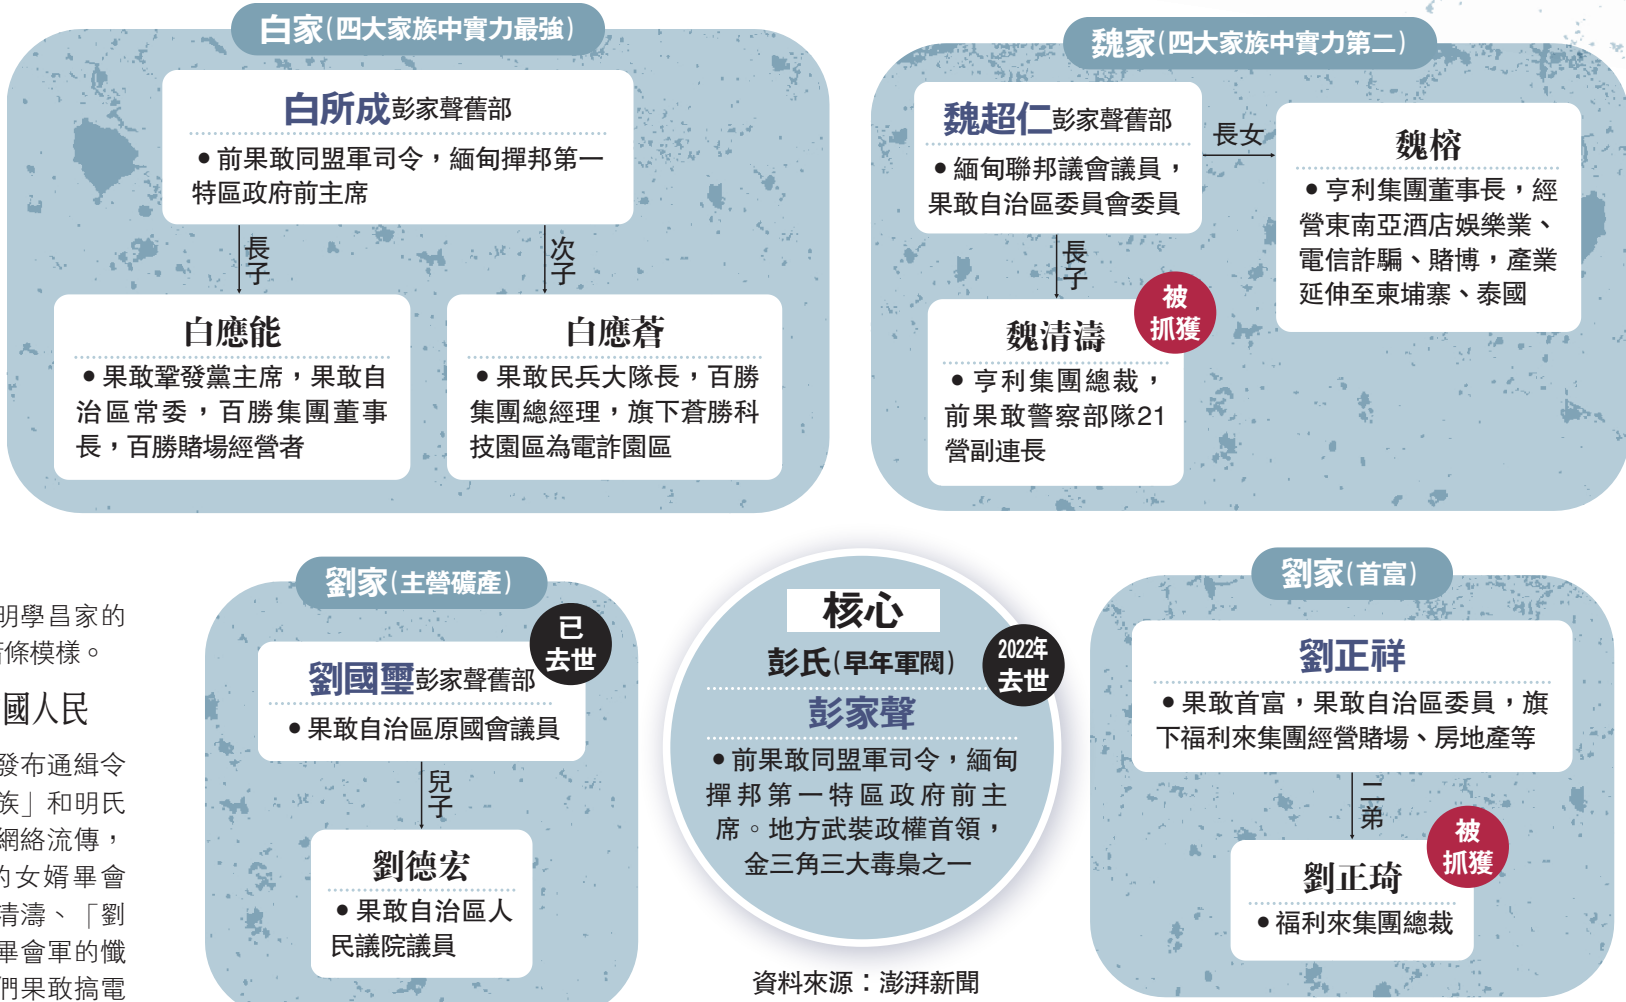 白家(四大家族中實力最強)
白所成彭家聲舊部
●前果敢同盟軍司令，緬甸撣邦第一
特區政府前主席
長子
次子
白應能
●果敢鞏發黨主席，果敢自
治區常委，百勝集團董事
長，百勝賭場經營者
白應蒼
●果敢民兵大隊長，百勝
集團總經理，旗下蒼勝科
技園區為電詐園區
魏家(四大家族中實力第二)
魏超仁彭家聲舊部
●緬甸聯邦議會議員，
果敢自治區委員會委員
長女
魏榕
●亨利集團董事長，經
營東南亞酒店娛樂業、
電信詐騙、賭博，產業
延伸至柬埔寨、泰國
長子
被
抓獲
魏清濤
●亨利集團總裁，
前果敢警察部隊21
營副連長
明學昌家的
條模樣。
國人民
發布通緝令
族」和明氏
網絡流傳，
的女婿畢會
清濤、「劉
畢會軍的懺
們果敢搞電
劉家(主營礦產)
已
去世
劉國璽彭家聲舊部
●果敢自治區原國會議員
兒子
劉德宏
●果敢自治區人
民議院議員
核心
彭氏(早年軍閥)
2022年
去世
彭家聲
●前果敢同盟軍司令，緬甸
撣邦第一特區政府前主
席。地方武裝政權首領，
金三角三大毒梟之一
資料來源：澎湃新聞
劉家(首富)
劉正祥
●果敢首富，果敢自治區委員，旗
下福利來集團經營賭場、房地產等
二弟
被
抓獲
劉正琦
●福利來集團總裁